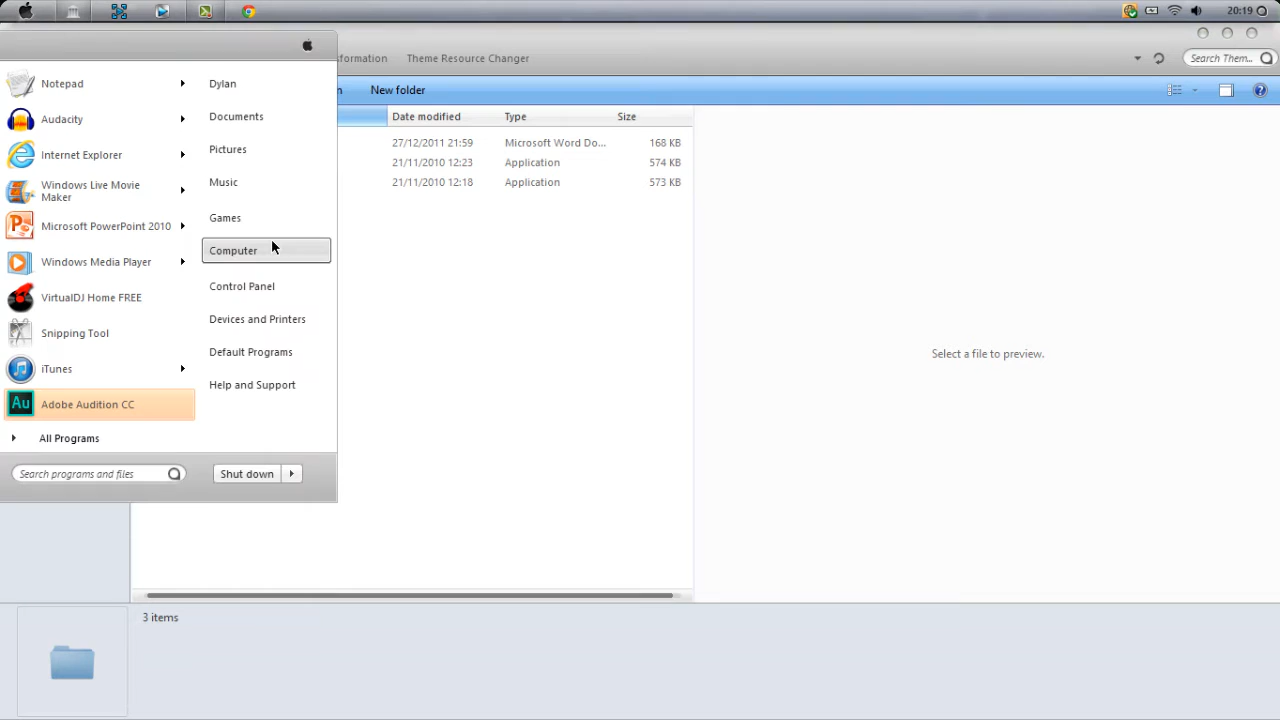 20:19
formation Theme Resource Changer
Search Them...
New folder
Date modified Type Size
27/12/2011 21:59 Microsoft Word Do... 168 KB
21/11/2010 12:23 Application 574 KB
21/11/2010 12:18 Application 573 KB
Notepad
Audacity
Internet Explorer
Windows Live Movie
Maker
Microsoft PowerPoint 2010
Windows Media Player
VirtualDJ Home FREE
Snipping Tool
iTunes
Au Adobe Audition CC
All Programs
Search programs and files
Dylan
Documents
Pictures
Music
Games
Computer
Control Panel
Devices and Printers
Default Programs
Help and Support
Shut down
Select a file to preview.
3 items